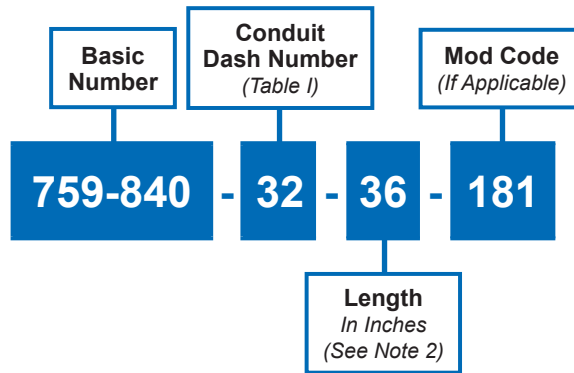 Basic
Number
Conduit
Dash Number
(Table I)
Mod Code
(If Applicable)
759-840 - 32 - 36 - 181
Length
In Inches
(See Note 2)